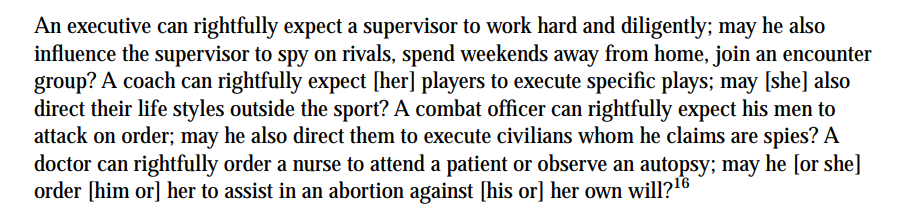 An executive can rightfully expect a supervisor to work hard and diligently; may he also
influence the supervisor to spy on rivals, spend weekends away from home, join an encounter
group? A coach can rightfully expect [her] players to execute specific plays; may [she] also
direct their life styles outside the sport? A combat officer can rightfully expect his men to
attack on order; may he also direct them to execute civilians whom he claims are spies? A
doctor can rightfully order a nurse to attend a patient or observe an autopsy; may he [or she]
order [him or] her to assist in an abortion against [his or] her own will?16